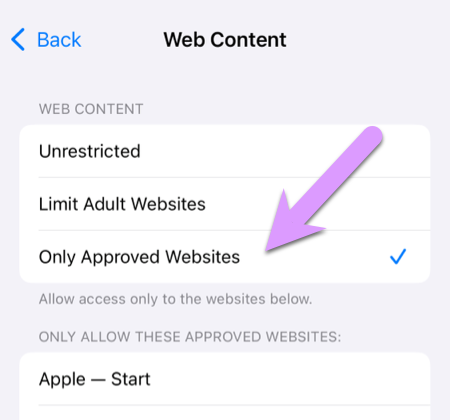 Back
Web Content
WEB CONTENT
Unrestricted
Limit Adult Websites
Only Approved Websites
Allow access only to the websites below.
ONLY ALLOW THESE APPROVED WEBSITES:
Apple — Start